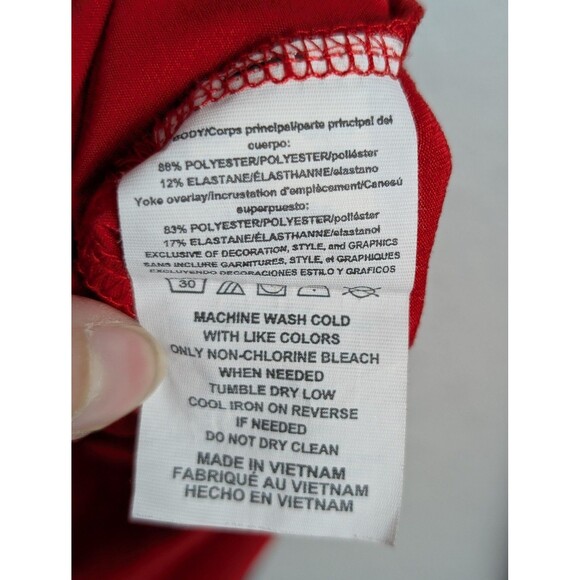 BODY/Corps principal/parte principal del
cuerpo:
88% POLYESTER/POLYESTER/poliéster
12% ELASTANE/ÉLASTHANNE/elastano
Yoke overlay/incrustation d'emplècement/Canesú
superpuesto:
83% POLYESTER/POLYESTER/poliéster
17% ELASTANE/ÉLASTHANNE/elastanol
EXCLUSIVE OF DECORATION, STYLE, and GRAPHICS
SANS INCLURE GARNITURES, STYLE, et GRAPHIQUES
EXCLUYENDO DECORACIONES ESTILO Y GRAFICOS
30
MACHINE WASH COLD
WITH LIKE COLORS
ONLY NON-CHLORINE BLEACH
WHEN NEEDED
TUMBLE DRY LOW
COOL IRON ON REVERSE
IF NEEDED
DO NOT DRY CLEAN
MADE IN VIETNAM
FABRIQUÉ AU VIETNAM
HECHO EN VIETNAM